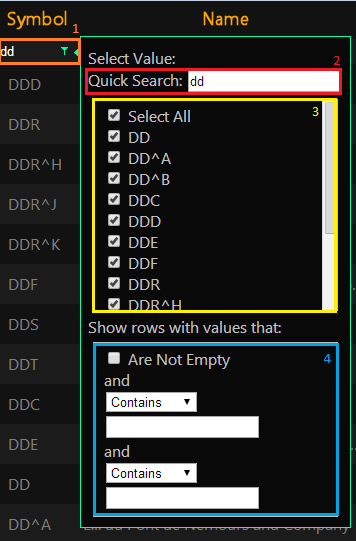 Symbol Name
1
dd
Select Value:
2
Quick Search: dd
3
Select All
DD
DD^A
DD^B
DDC
DDD
DDE
DDF
DDR
DDR^H
Show rows with values that:
4
Are Not Empty
and
Contains
and
Contains
DDD
DDR
DDR^H
DDR^J
DDR^K
DDF
DDS
DDT
DDC
DDE
DD
DD^A
Pont de Nemours and Company